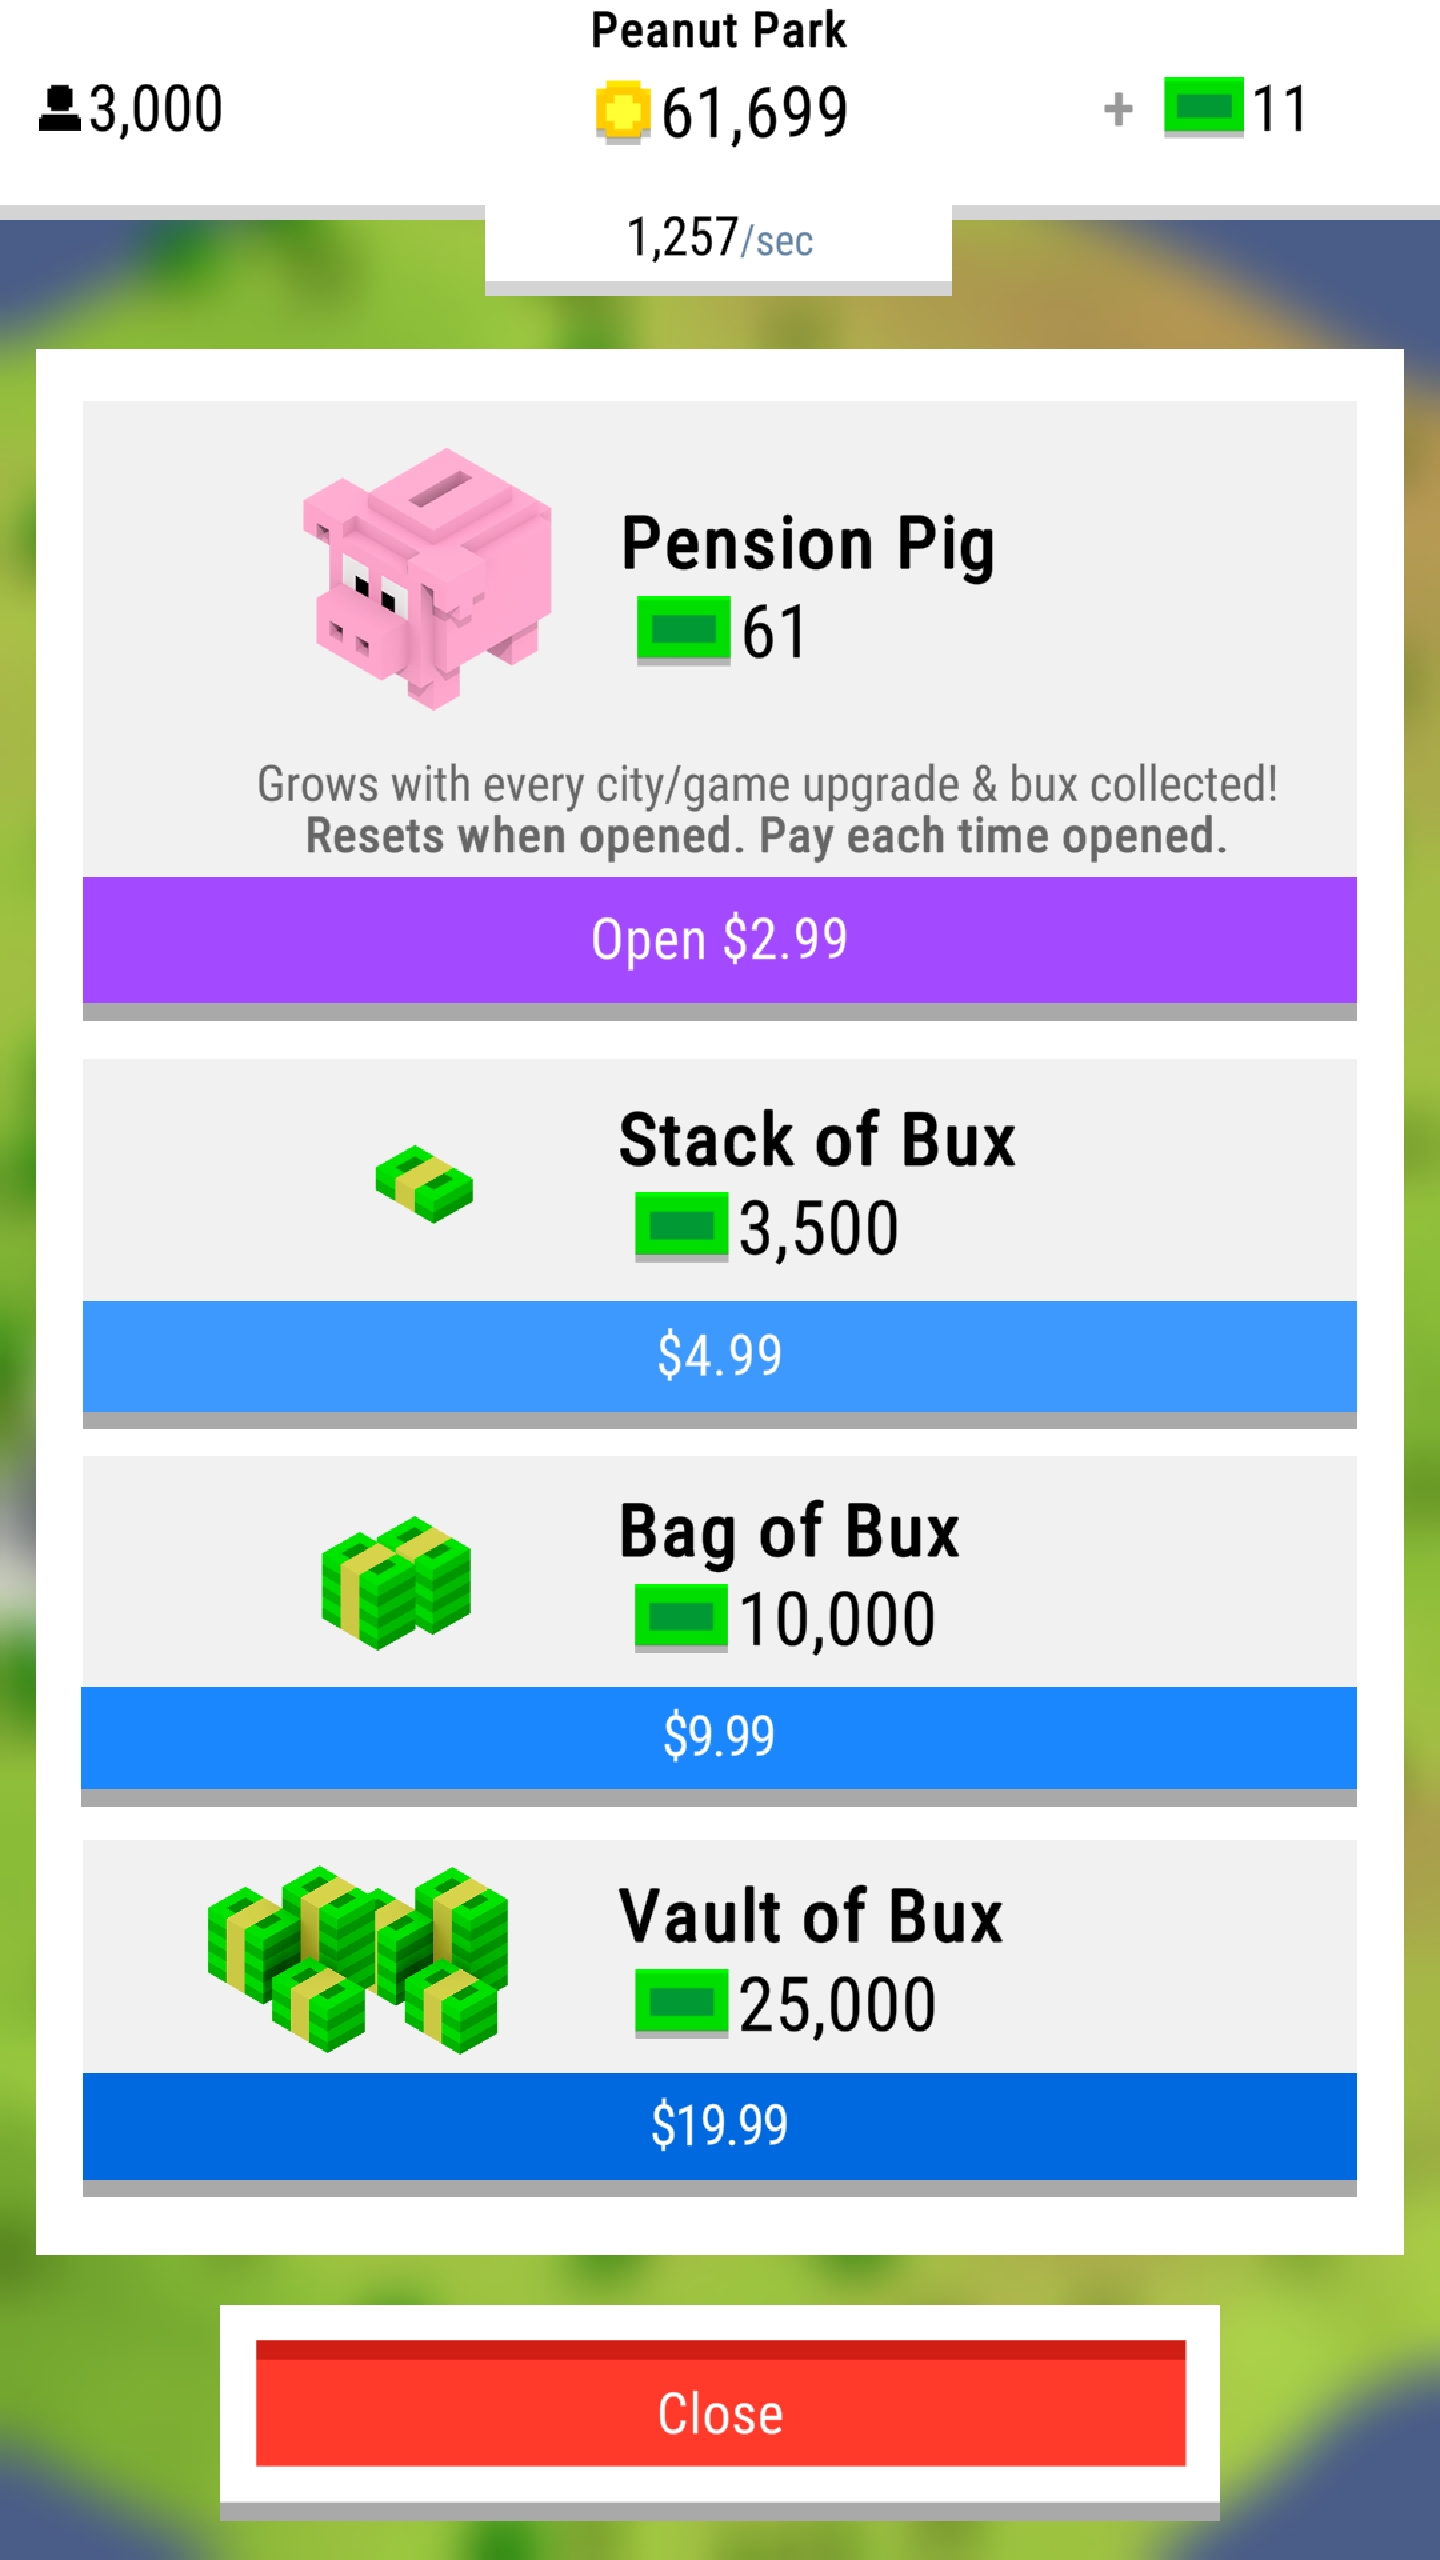 Peanut Park
3,000
61,699
+ 11
1,257/sec
Pension Pig
61
Grows with every city/game upgrade & bux collected!
Resets when opened. Pay each time opened.
Open $2.99
Stack of Bux
3,500
$4.99
Bag of Bux
10,000
$9.99
Vault of Bux
25,000
$19.99
Close